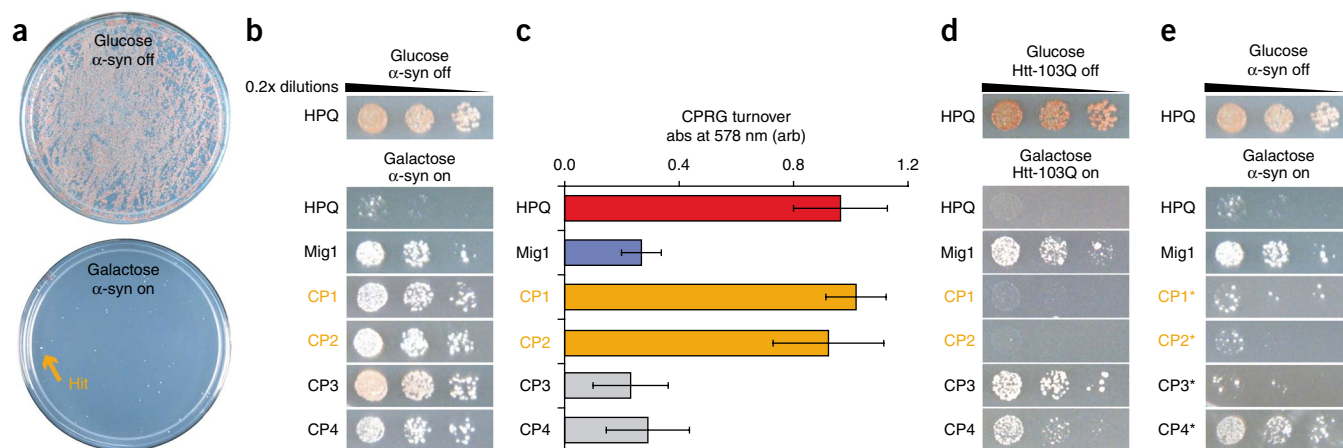 a
Glucose
α-syn off
Galactose
α-syn on
Hit
b
Glucose
α-syn off
0.2x dilutions
HPQ
Galactose
α-syn on
HPQ
Mig1
CP1
CP2
CP3
CP4
c
CPRG turnover
abs at 578 nm (arb)
0.0 0.4 0.8 1.2
HPQ
Mig1
CP1
CP2
CP3
CP4
d
Glucose
Htt-103Q off
HPQ
Galactose
Htt-103Q on
HPQ
Mig1
CP1
CP2
CP3
CP4
e
Glucose
α-syn off
HPQ
Galactose
α-syn on
HPQ
Mig1
CP1*
CP2*
CP3*
CP4*